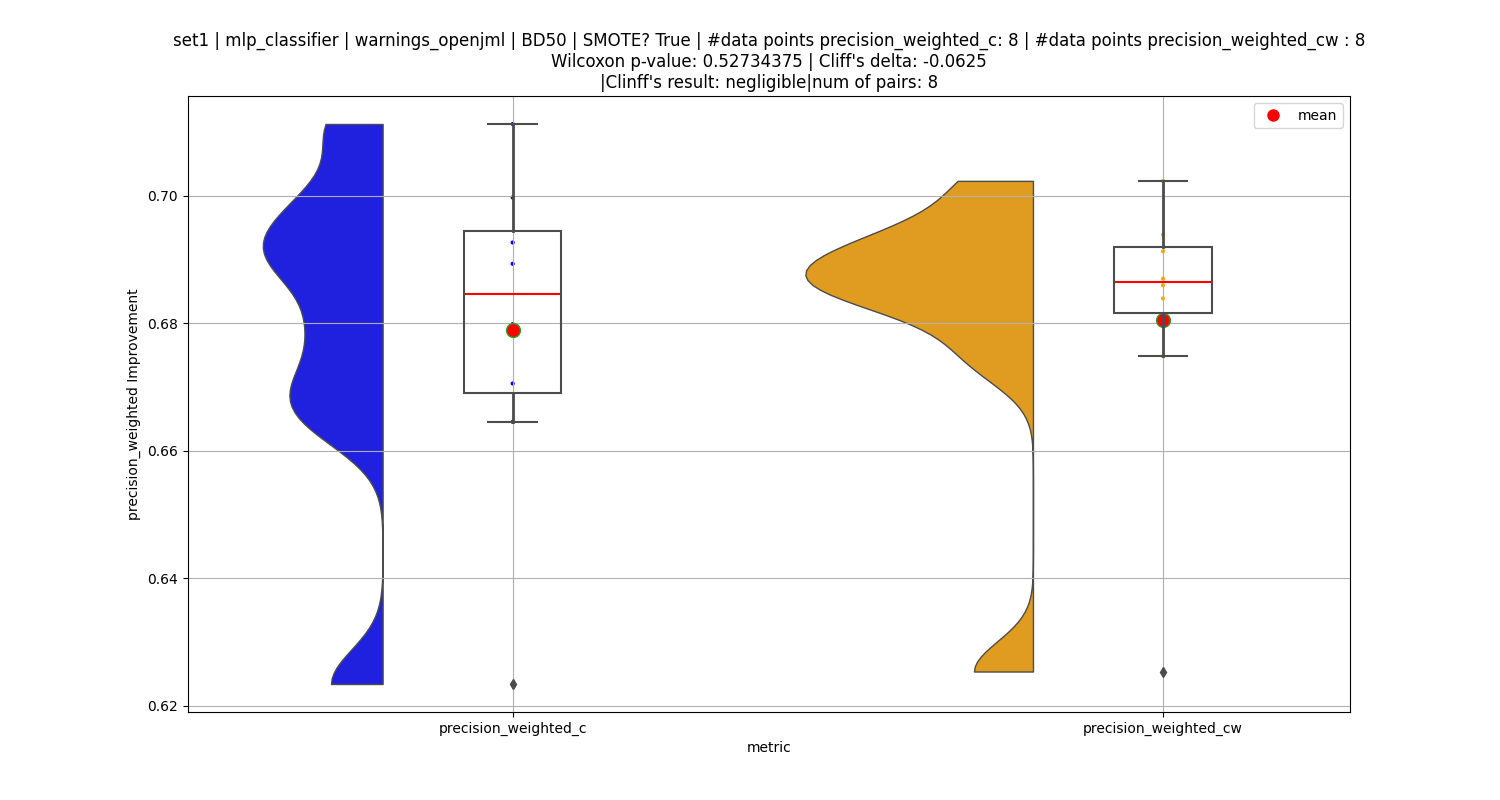 set1 | mlp_classifier | warnings_openjml | BD50 | SMOTE? True | #data points precision_weighted_c: 8 | #data points precision_weighted_cw : 8
Wilcoxon p-value: 0.52734375 | Cliff's delta: -0.0625
|Clinff's result: negligible|num of pairs: 8
mean
0.70
0.68
0.66
0.64
0.62
precision_weighted Improvement
precision_weighted_c
precision_weighted_cw
metric